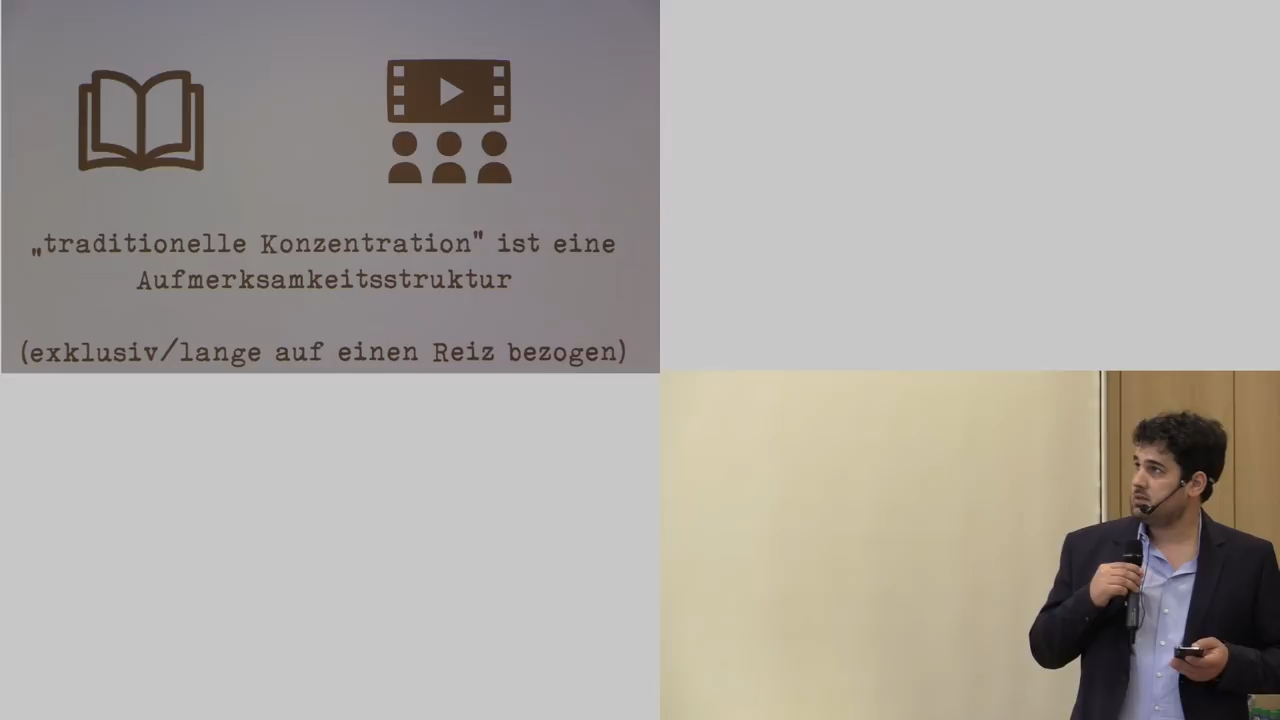 „traditionelle Konzentration" ist eine
Aufmerksamkeitsstruktur
(exklusiv/lange auf einen Reiz bezogen)